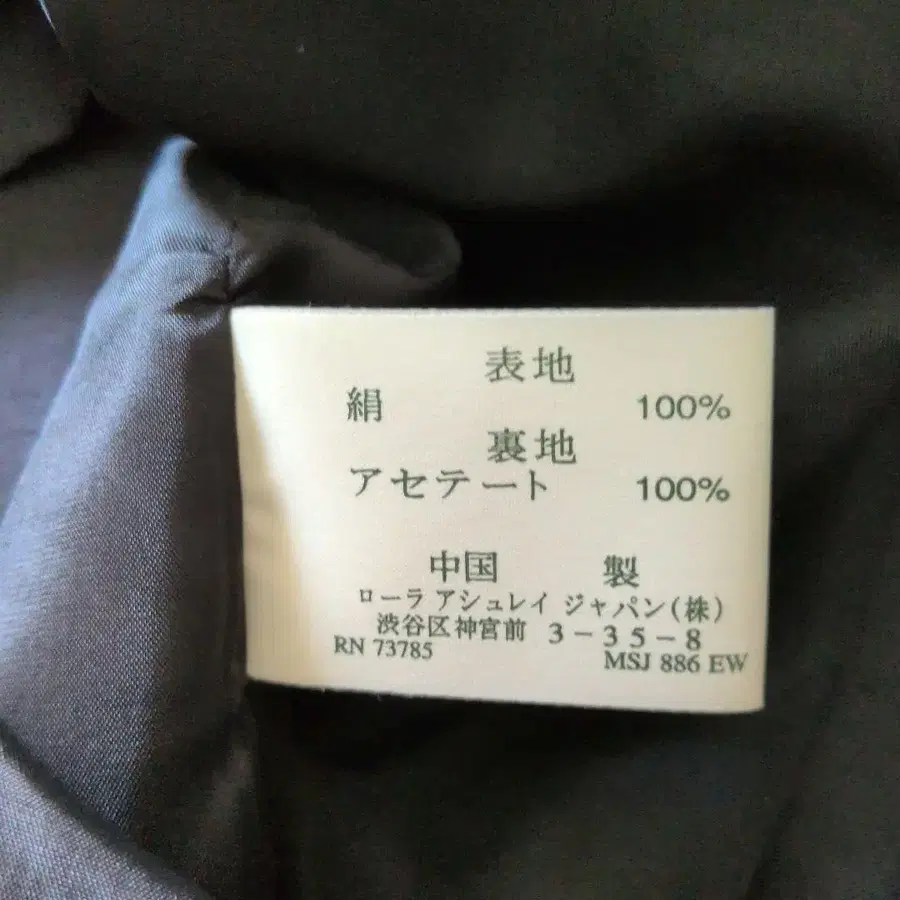 表地
絹 100%
裏地
アセテート 100%
中国 製
ローラ アシュレイ ジャパン(株)
渋谷区神宮前 3-35-8
RN 73785 MSJ 886 EW